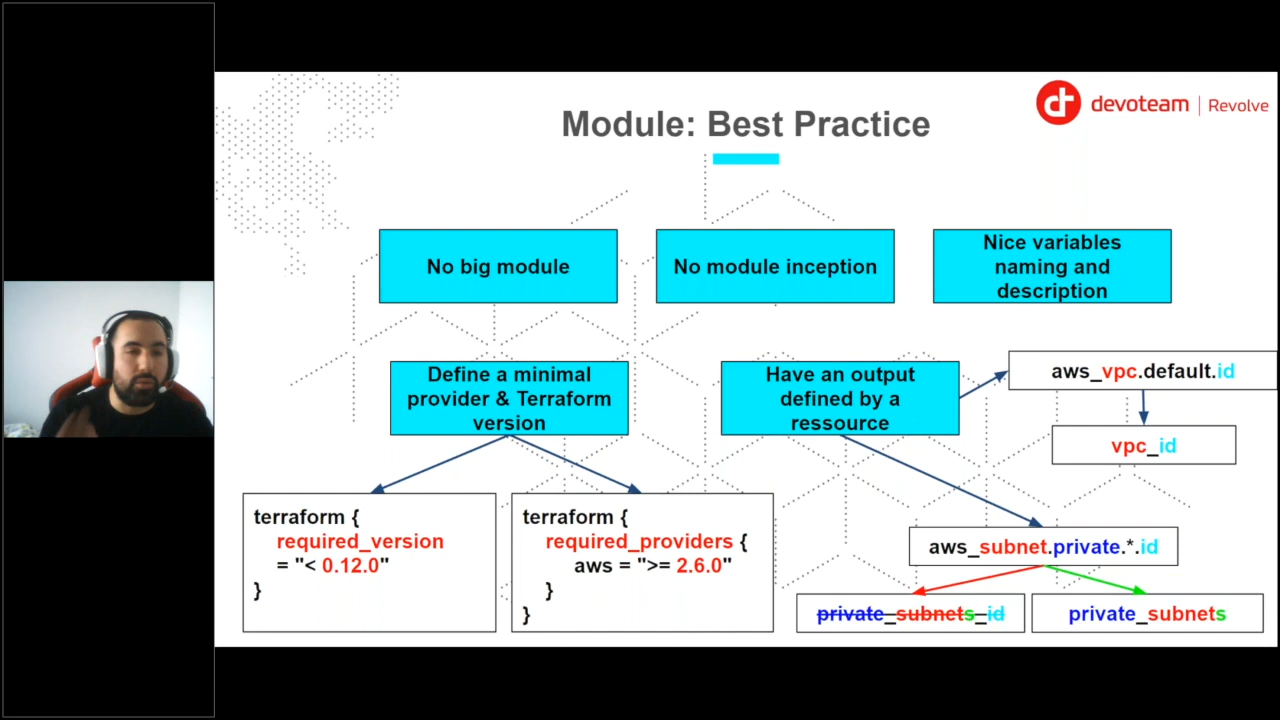 devoteam | Revolve
Module: Best Practice
No big module
No module inception
Nice variables
naming and
description
Define a minimal
provider & Terraform
version
Have an output
defined by a
ressource
aws_vpc.default.id
vpc_id
terraform {
required_version
= "< 0.12.0"
}
terraform {
required_providers {
aws = ">= 2.6.0"
}
}
aws_subnet.private.*.id
private_subnets_id
private_subnets